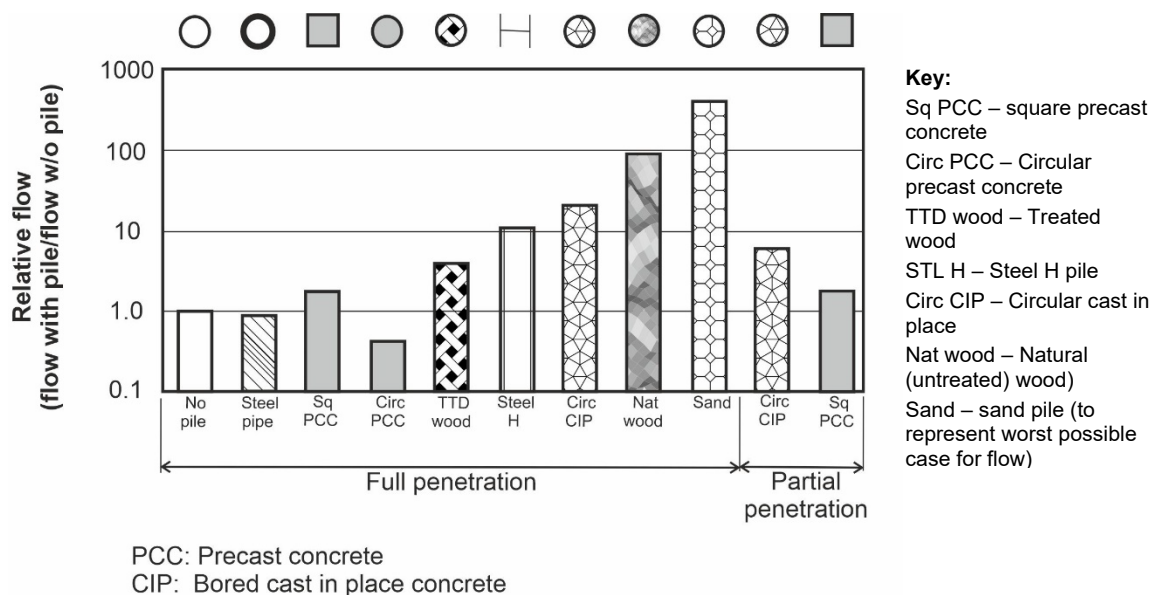 Relative flow
(flow with pile/flow w/o pile)
1000
100
10
1.0
0.1
No
pile
Steel
pipe
Sq
PCC
Circ
PCC
TTD
wood
Steel
H
Circ
CIP
Nat
wood
Sand
Circ
CIP
Sq
PCC
Full penetration
Partial
penetration
PCC: Precast concrete
CIP: Bored cast in place concrete
Key:
Sq PCC – square precast
concrete
Circ PCC – Circular
precast concrete
TTD wood – Treated
wood
STL H – Steel H pile
Circ CIP – Circular cast in
place
Nat wood – Natural
(untreated) wood)
Sand – sand pile (to
represent worst possible
case for flow)